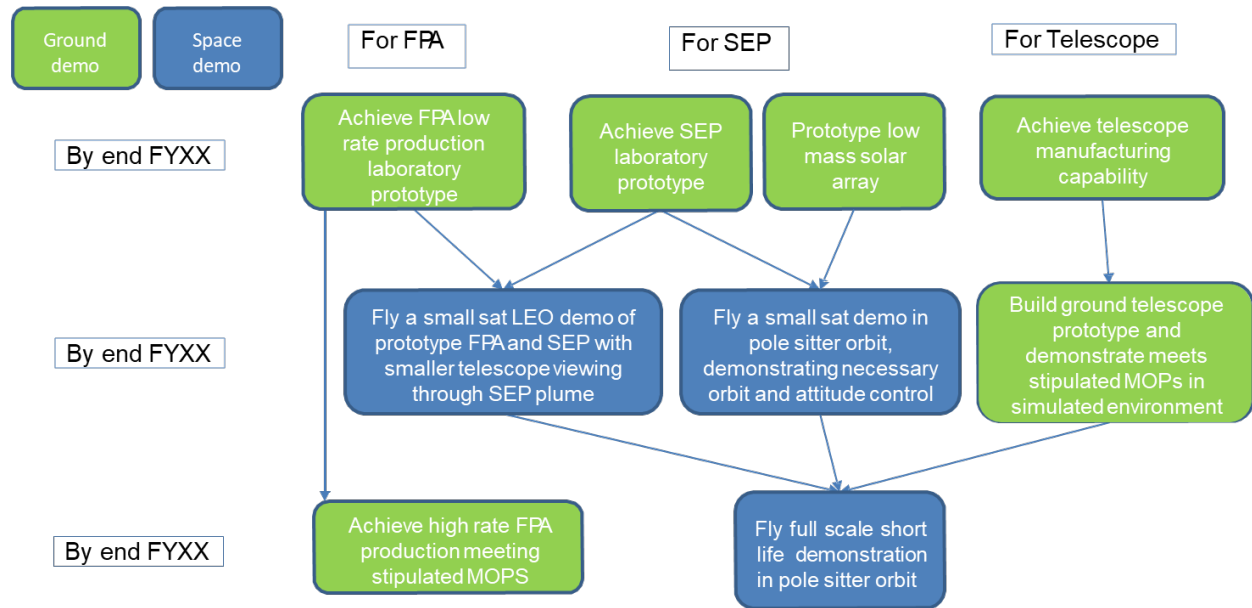 Ground
demo
Space
demo
For FPA
For SEP
For Telescope
By end FYXX
Achieve FPA low
rate production
laboratory
prototype
Achieve SEP
laboratory
prototype
Prototype low
mass solar
array
Achieve telescope
manufacturing
capability
By end FYXX
Fly a small sat LEO demo of
prototype FPA and SEP with
smaller telescope viewing
through SEP plume
Fly a small sat demo in
pole sitter orbit,
demonstrating necessary
orbit and attitude control
Build ground telescope
prototype and
demonstrate meets
stipulated MOPs in
simulated environment
By end FYXX
Achieve high rate FPA
production meeting
stipulated MOPS
Fly full scale short
life demonstration
in pole sitter orbit